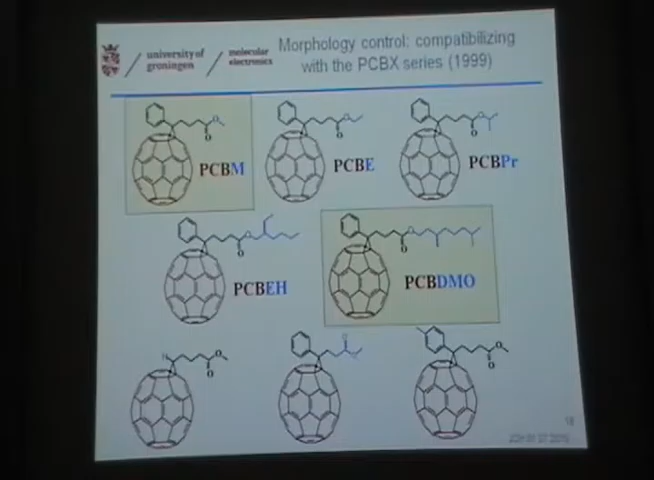 university of
groningen
molecular
electronics
Morphology control: compatibilizing
with the PCBX series (1999)
PCBM
PCBE
PCBPr
PCBEH
PCBDMO